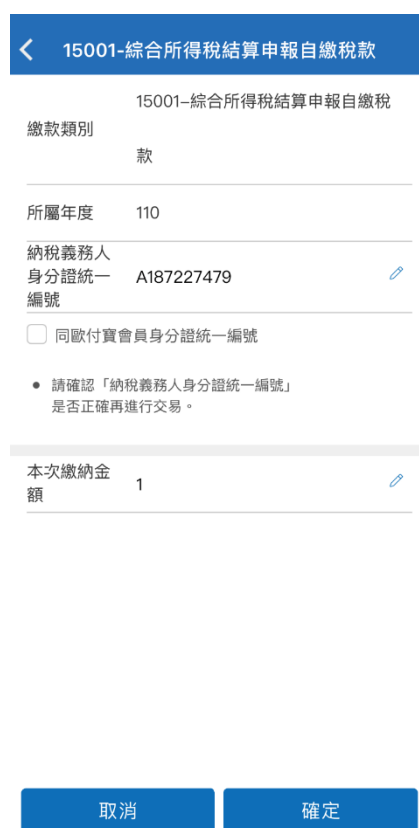 15001-綜合所得稅結算申報自繳稅款
15001–綜合所得稅結算申報自繳稅
繳款類別
款
所屬年度 110
納稅義務人
身分證統一 A187227479
編號
同歐付寶會員身分證統一編號
● 請確認「納稅義務人身分證統一編號」
是否正確再進行交易。
本次繳納金
額 1
取消 確定